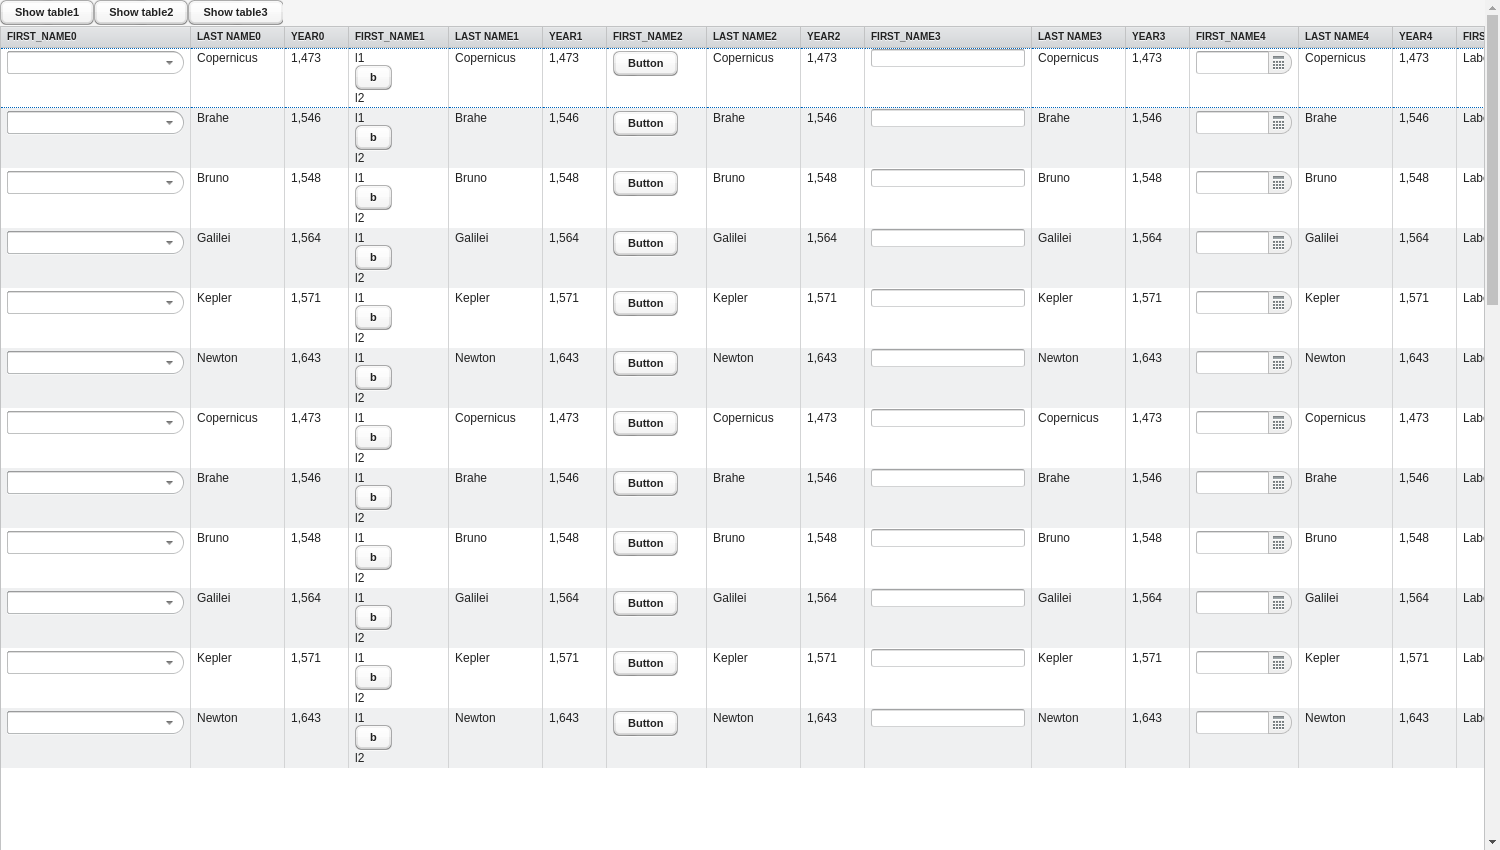 Show table1 Show table2 Show table3
FIRST_NAME0 LAST NAME0 YEAR0 FIRST_NAME1 LAST NAME1 YEAR1 FIRST_NAME2 LAST NAME2 YEAR2 FIRST_NAME3 LAST NAME3 YEAR3 FIRST_NAME4 LAST NAME4 YEAR4 FIRS
Copernicus 1,473 l1 Copernicus 1,473 Button Copernicus 1,473 Copernicus 1,473 Copernicus 1,473 Labe
b
l2
Brahe 1,546 l1 Brahe 1,546 Button Brahe 1,546 Brahe 1,546 Brahe 1,546 Labe
b
l2
Bruno 1,548 l1 Bruno 1,548 Button Bruno 1,548 Bruno 1,548 Bruno 1,548 Labe
b
l2
Galilei 1,564 l1 Galilei 1,564 Button Galilei 1,564 Galilei 1,564 Galilei 1,564 Labe
b
l2
Kepler 1,571 l1 Kepler 1,571 Button Kepler 1,571 Kepler 1,571 Kepler 1,571 Labe
b
l2
Newton 1,643 l1 Newton 1,643 Button Newton 1,643 Newton 1,643 Newton 1,643 Labe
b
l2
Copernicus 1,473 l1 Copernicus 1,473 Button Copernicus 1,473 Copernicus 1,473 Copernicus 1,473 Labe
b
l2
Brahe 1,546 l1 Brahe 1,546 Button Brahe 1,546 Brahe 1,546 Brahe 1,546 Labe
b
l2
Bruno 1,548 l1 Bruno 1,548 Button Bruno 1,548 Bruno 1,548 Bruno 1,548 Labe
b
l2
Galilei 1,564 l1 Galilei 1,564 Button Galilei 1,564 Galilei 1,564 Galilei 1,564 Labe
b
l2
Kepler 1,571 l1 Kepler 1,571 Button Kepler 1,571 Kepler 1,571 Kepler 1,571 Labe
b
l2
Newton 1,643 l1 Newton 1,643 Button Newton 1,643 Newton 1,643 Newton 1,643 Labe
b
l2